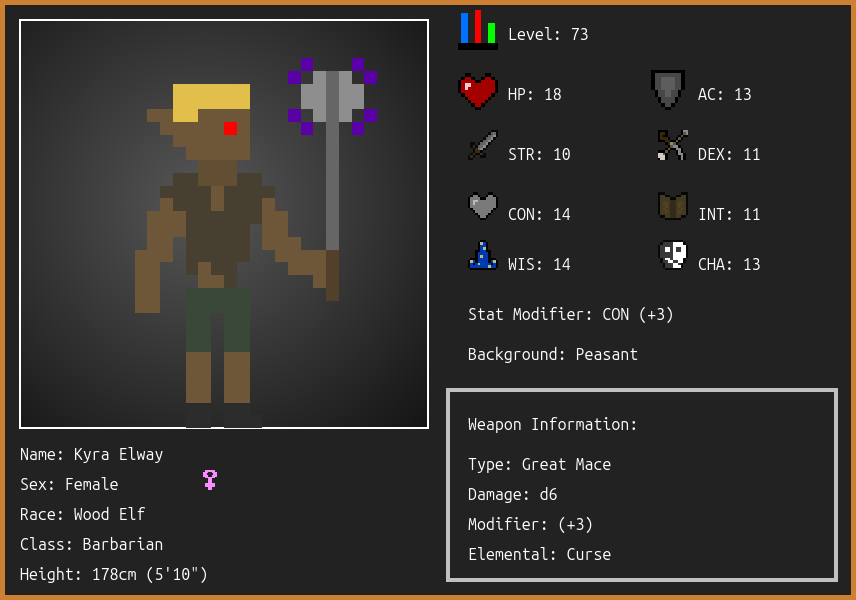 Level: 73
HP: 18
AC: 13
STR: 10
DEX: 11
CON: 14
INT: 11
WIS: 14
CHA: 13
Stat Modifier: CON (+3)
Background: Peasant
Weapon Information:
Type: Great Mace
Damage: d6
Modifier: (+3)
Elemental: Curse
Name: Kyra Elway
Sex: Female
Race: Wood Elf
Class: Barbarian
Height: 178cm (5'10")